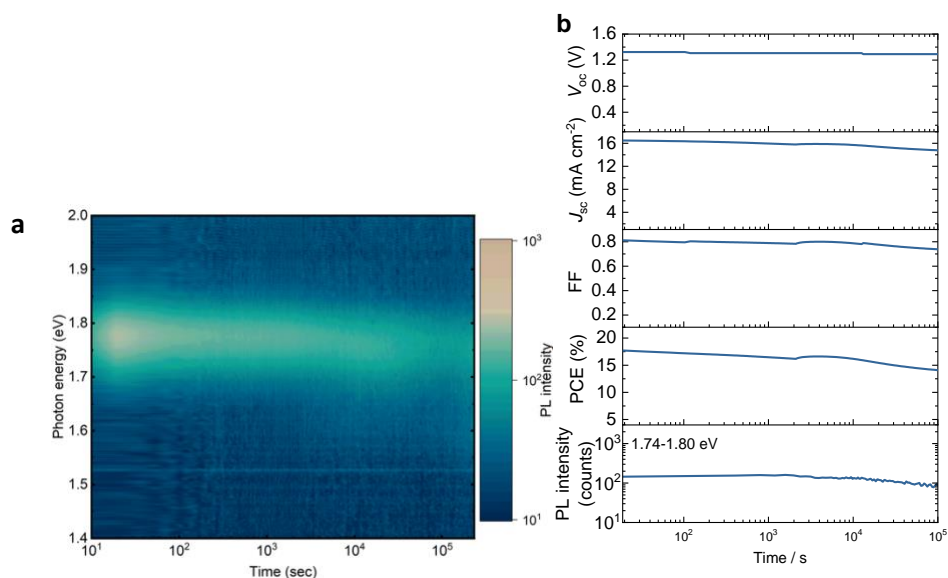 a
2.0
1.9
1.8
1.7
1.6
1.5
1.4
Photon energy (eV)
10¹ 10² 10³ 10⁴ 10⁵
Time (sec)
10³
10²
10¹
PL intensity
b
1.6
1.2
0.8
0.4
V_oc (V)
16
12
8
4
J_sc (mA cm⁻²)
0.8
0.6
0.4
0.2
FF
20
15
10
5
PCE (%)
1.74-1.80 eV
10³
10²
10¹
PL intensity
(counts)
10² 10³ 10⁴ 10⁵
Time / s